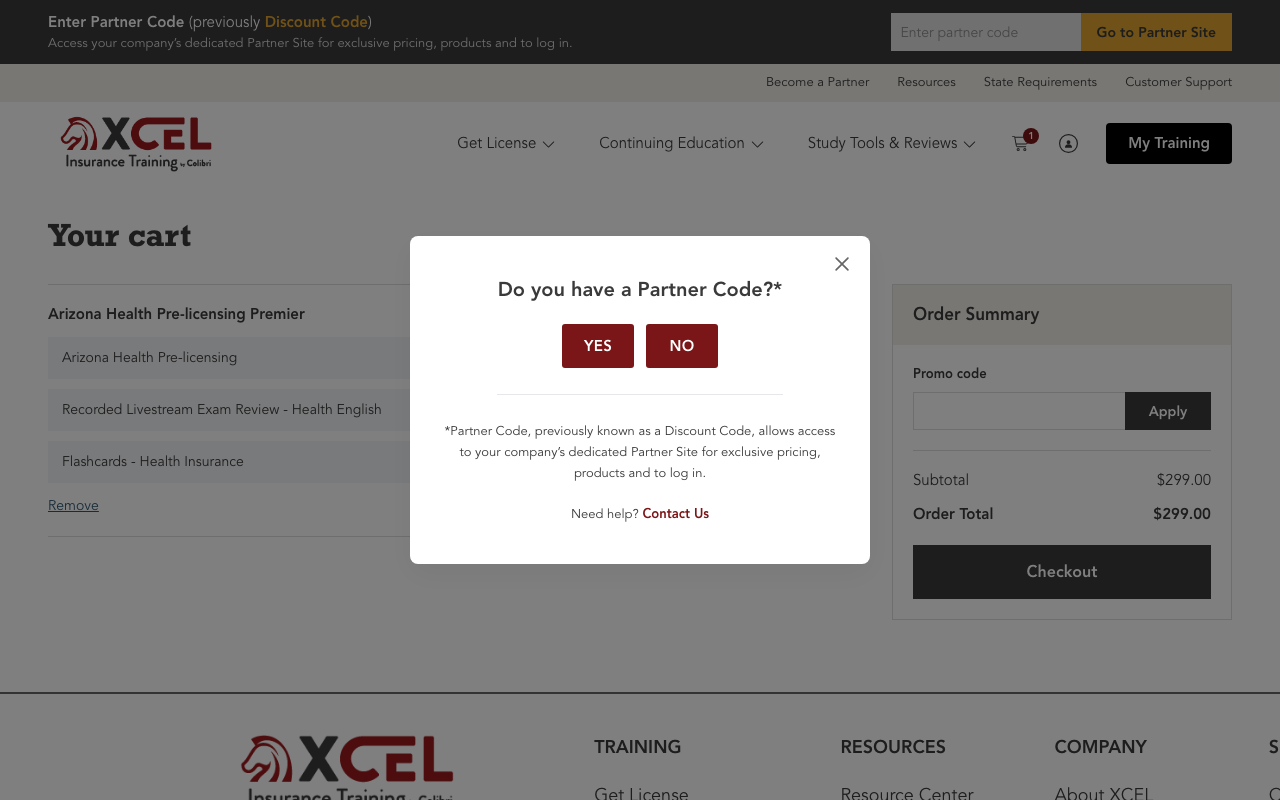 Enter Partner Code (previously Discount Code)
Access your company's dedicated Partner Site for exclusive pricing, products and to log in.
Enter partner code
Go to Partner Site
Become a Partner
Resources
State Requirements
Customer Support
XCEL
Insurance Training by Colibri
Get License
Continuing Education
Study Tools & Reviews
1
My Training
Your cart
Arizona Health Pre-licensing Premier
Arizona Health Pre-licensing
Recorded Livestream Exam Review - Health English
Flashcards - Health Insurance
Remove
Do you have a Partner Code?*
YES
NO
*Partner Code, previously known as a Discount Code, allows access
to your company's dedicated Partner Site for exclusive pricing,
products and to log in.
Need help? Contact Us
Order Summary
Promo code
Apply
Subtotal
$299.00
Order Total
$299.00
Checkout
XCEL
Insurance Training by Colibri
TRAINING
Get License
RESOURCES
Resource Center
COMPANY
About XCEL